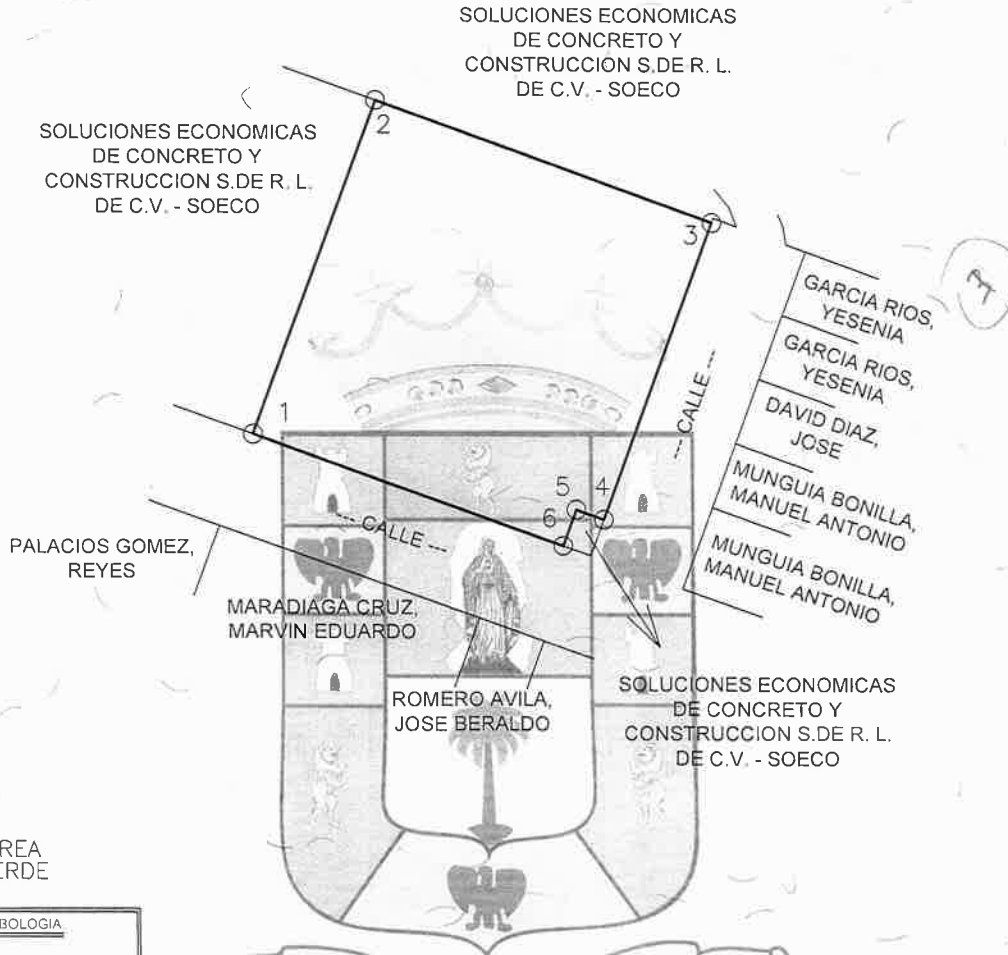 SOLUCIONES ECONOMICAS
DE CONCRETO Y
CONSTRUCCION S.DE R. L.
DE C.V. - SOECO
SOLUCIONES ECONOMICAS
DE CONCRETO Y
CONSTRUCCION S.DE R. L.
DE C.V. - SOECO
2
3
GARCIA RIOS,
YESENIA
GARCIA RIOS,
YESENIA
DAVID DIAZ,
JOSE
MUNGUIA BONILLA,
MANUEL ANTONIO
MUNGUIA BONILLA,
MANUEL ANTONIO
--- CALLE ---
1
5
4
6
--- CALLE ---
PALACIOS GOMEZ,
REYES
MARADIAGA CRUZ,
MARVIN EDUARDO
ROMERO AVILA,
JOSE BERALDO
SOLUCIONES ECONOMICAS
DE CONCRETO Y
CONSTRUCCION S.DE R. L.
DE C.V. - SOECO
REA
ERDE
BOLOGIA